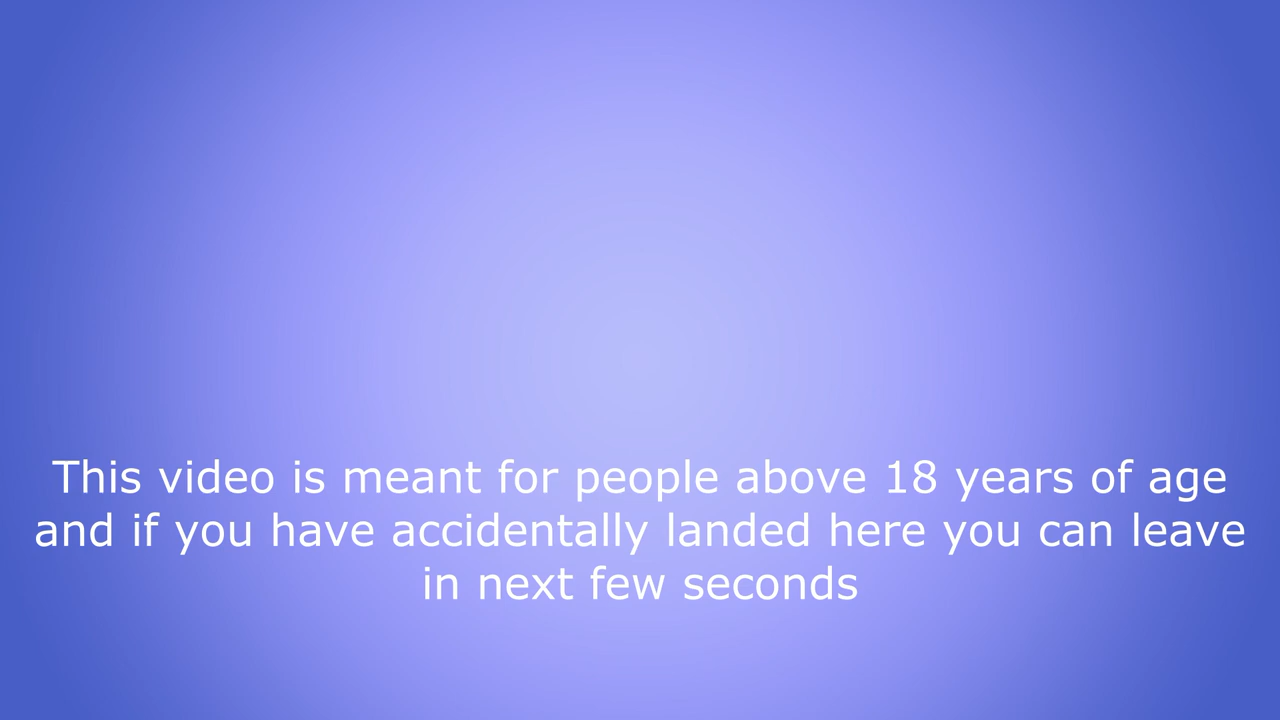 This video is meant for people above 18 years of age
and if you have accidentally landed here you can leave
in next few seconds